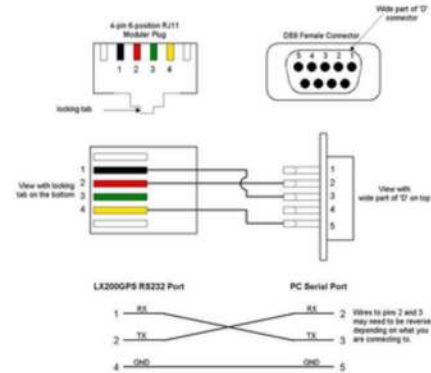 4-pin 6-position RJ11
Modular Plug
1 2 3 4
locking tab
Wide part of 'D'
connector
DB9 Female Connector
5 4 3 2 1
View with locking
tab on the bottom
1
2
3
4
1
2
3
4
5
View with
wide part of 'D' on top
LX200GPS RS232 Port
PC Serial Port
1 RX RX 2
2 TX TX 3
4 GND GND 5
Wires to pins 2 and 3
may need to be reverse
depending on what you
are connecting to.